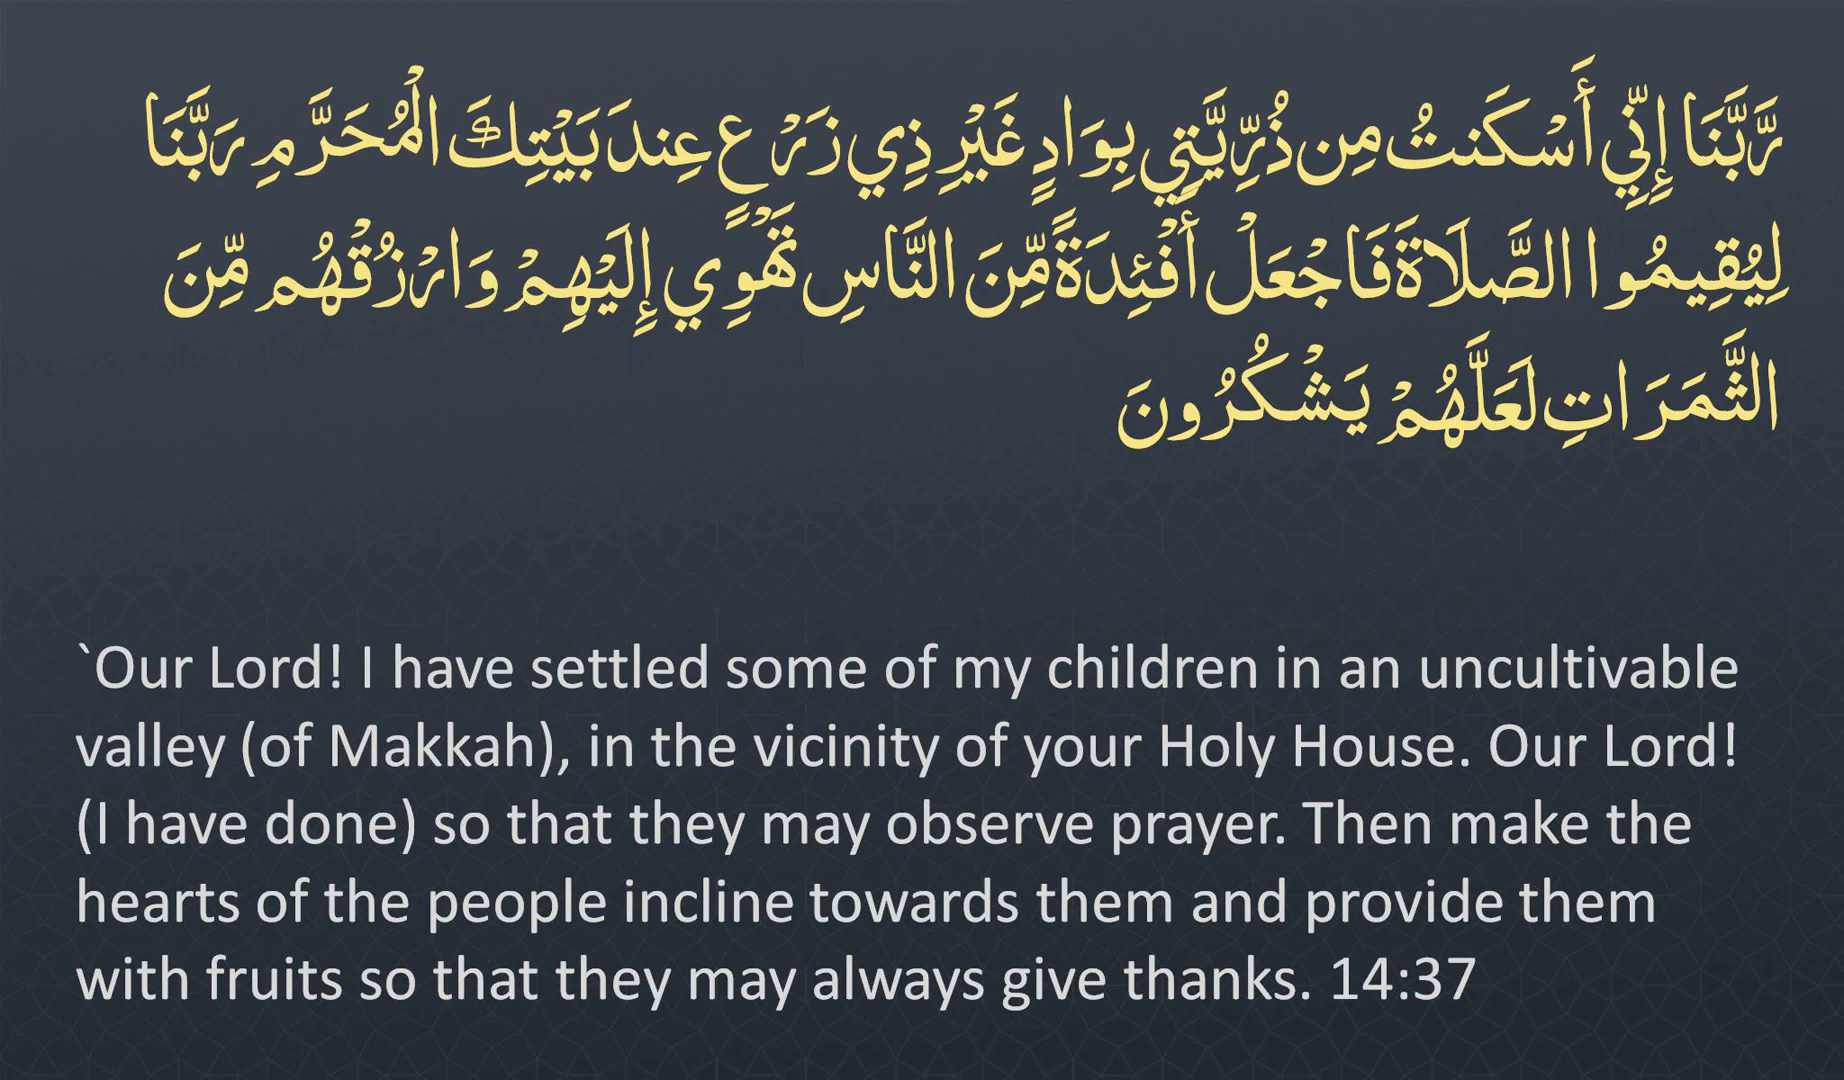 رَّبَّنَا إِنِّي أَسْكَنتُ مِن ذُرِّيَّتِي بِوَادٍ غَيْرِ ذِي زَرْعٍ عِندَ بَيْتِكَ الْمُحَرَّمِ رَبَّنَا
لِيُقِيمُوا الصَّلَاةَ فَاجْعَلْ أَفْئِدَةً مِّنَ النَّاسِ تَهْوِي إِلَيْهِمْ وَارْزُقْهُم مِّنَ
الثَّمَرَاتِ لَعَلَّهُمْ يَشْكُرُونَ
`Our Lord! I have settled some of my children in an uncultivable
valley (of Makkah), in the vicinity of your Holy House. Our Lord!
(I have done) so that they may observe prayer. Then make the
hearts of the people incline towards them and provide them
with fruits so that they may always give thanks. 14:37